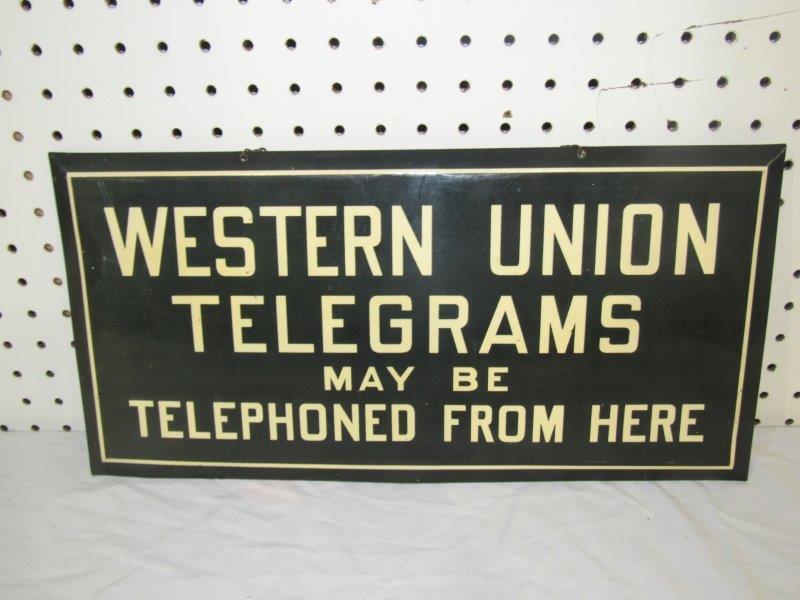 WESTERN UNION
TELEGRAMS
MAY BE
TELEPHONED FROM HERE